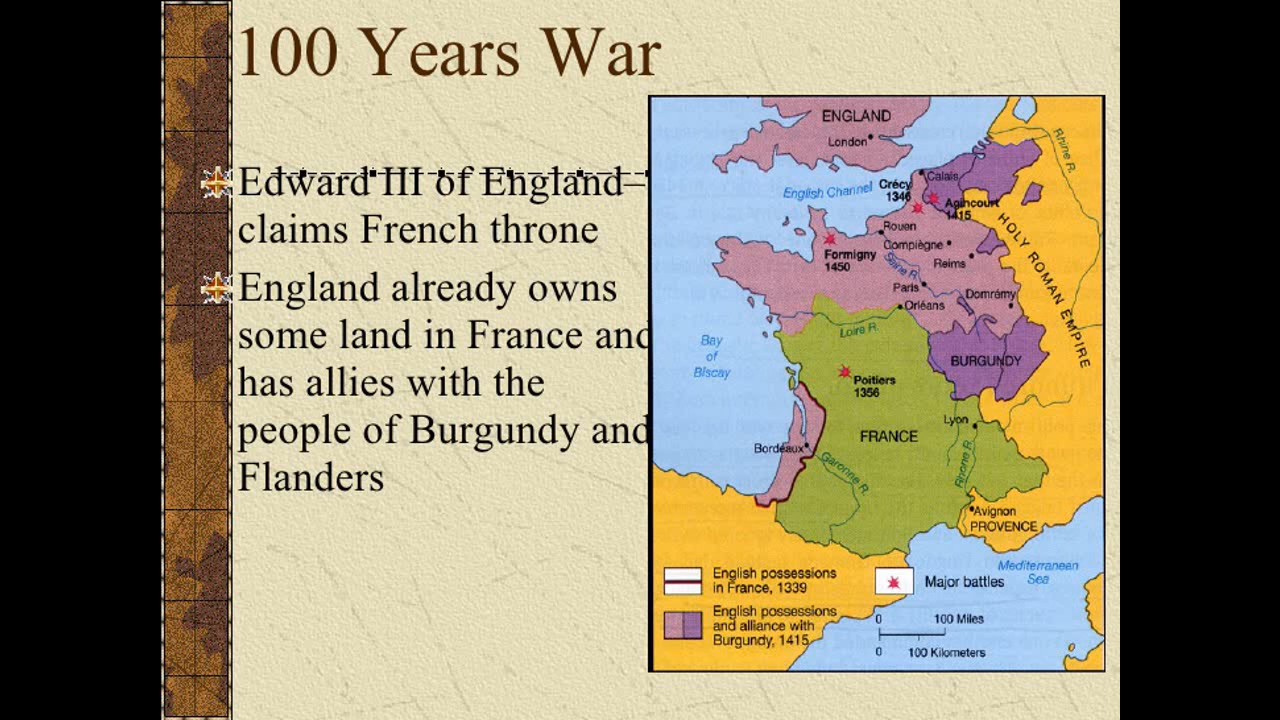 100 Years War
Edward III of England–
claims French throne
England already owns
some land in France and
has allies with the
people of Burgundy and
Flanders
ENGLAND
London
Rhine R.
English Channel
Calais
Crécy
1346
Agincourt
1415
Rouen
Compiègne
Formigny
1450
Reims
Seine R.
Paris
Domrémy
Orléans
HOLY ROMAN EMPIRE
Loire R.
Bay
of
Biscay
BURGUNDY
Poitiers
1356
Lyon
FRANCE
Bordeaux
Garonne R.
Rhone R.
Avignon
PROVENCE
Mediterranean
Sea
English possessions
in France, 1339
Major battles
English possessions
and alliance with
Burgundy, 1415
0 100 Miles
0 100 Kilometers